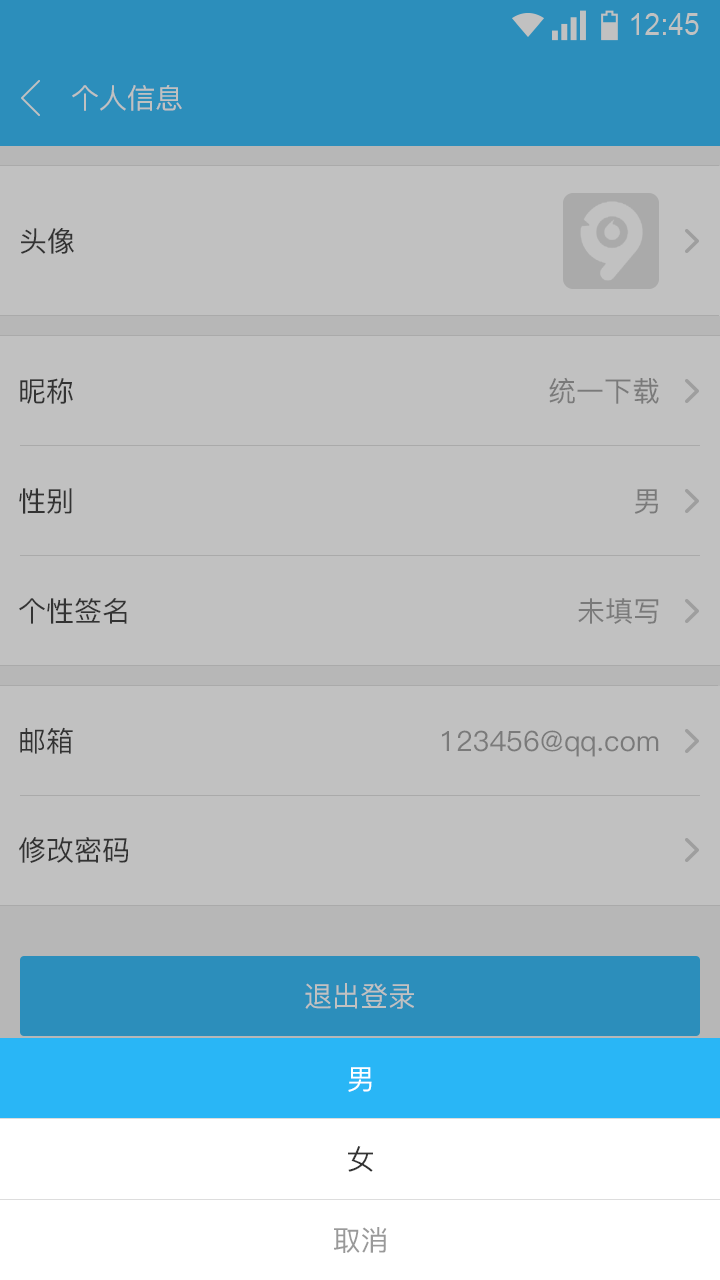 12:45
个人信息
头像
昵称 统一下载
性别 男
个性签名 未填写
邮箱 123456@qq.com
修改密码
退出登录
男
女
取消